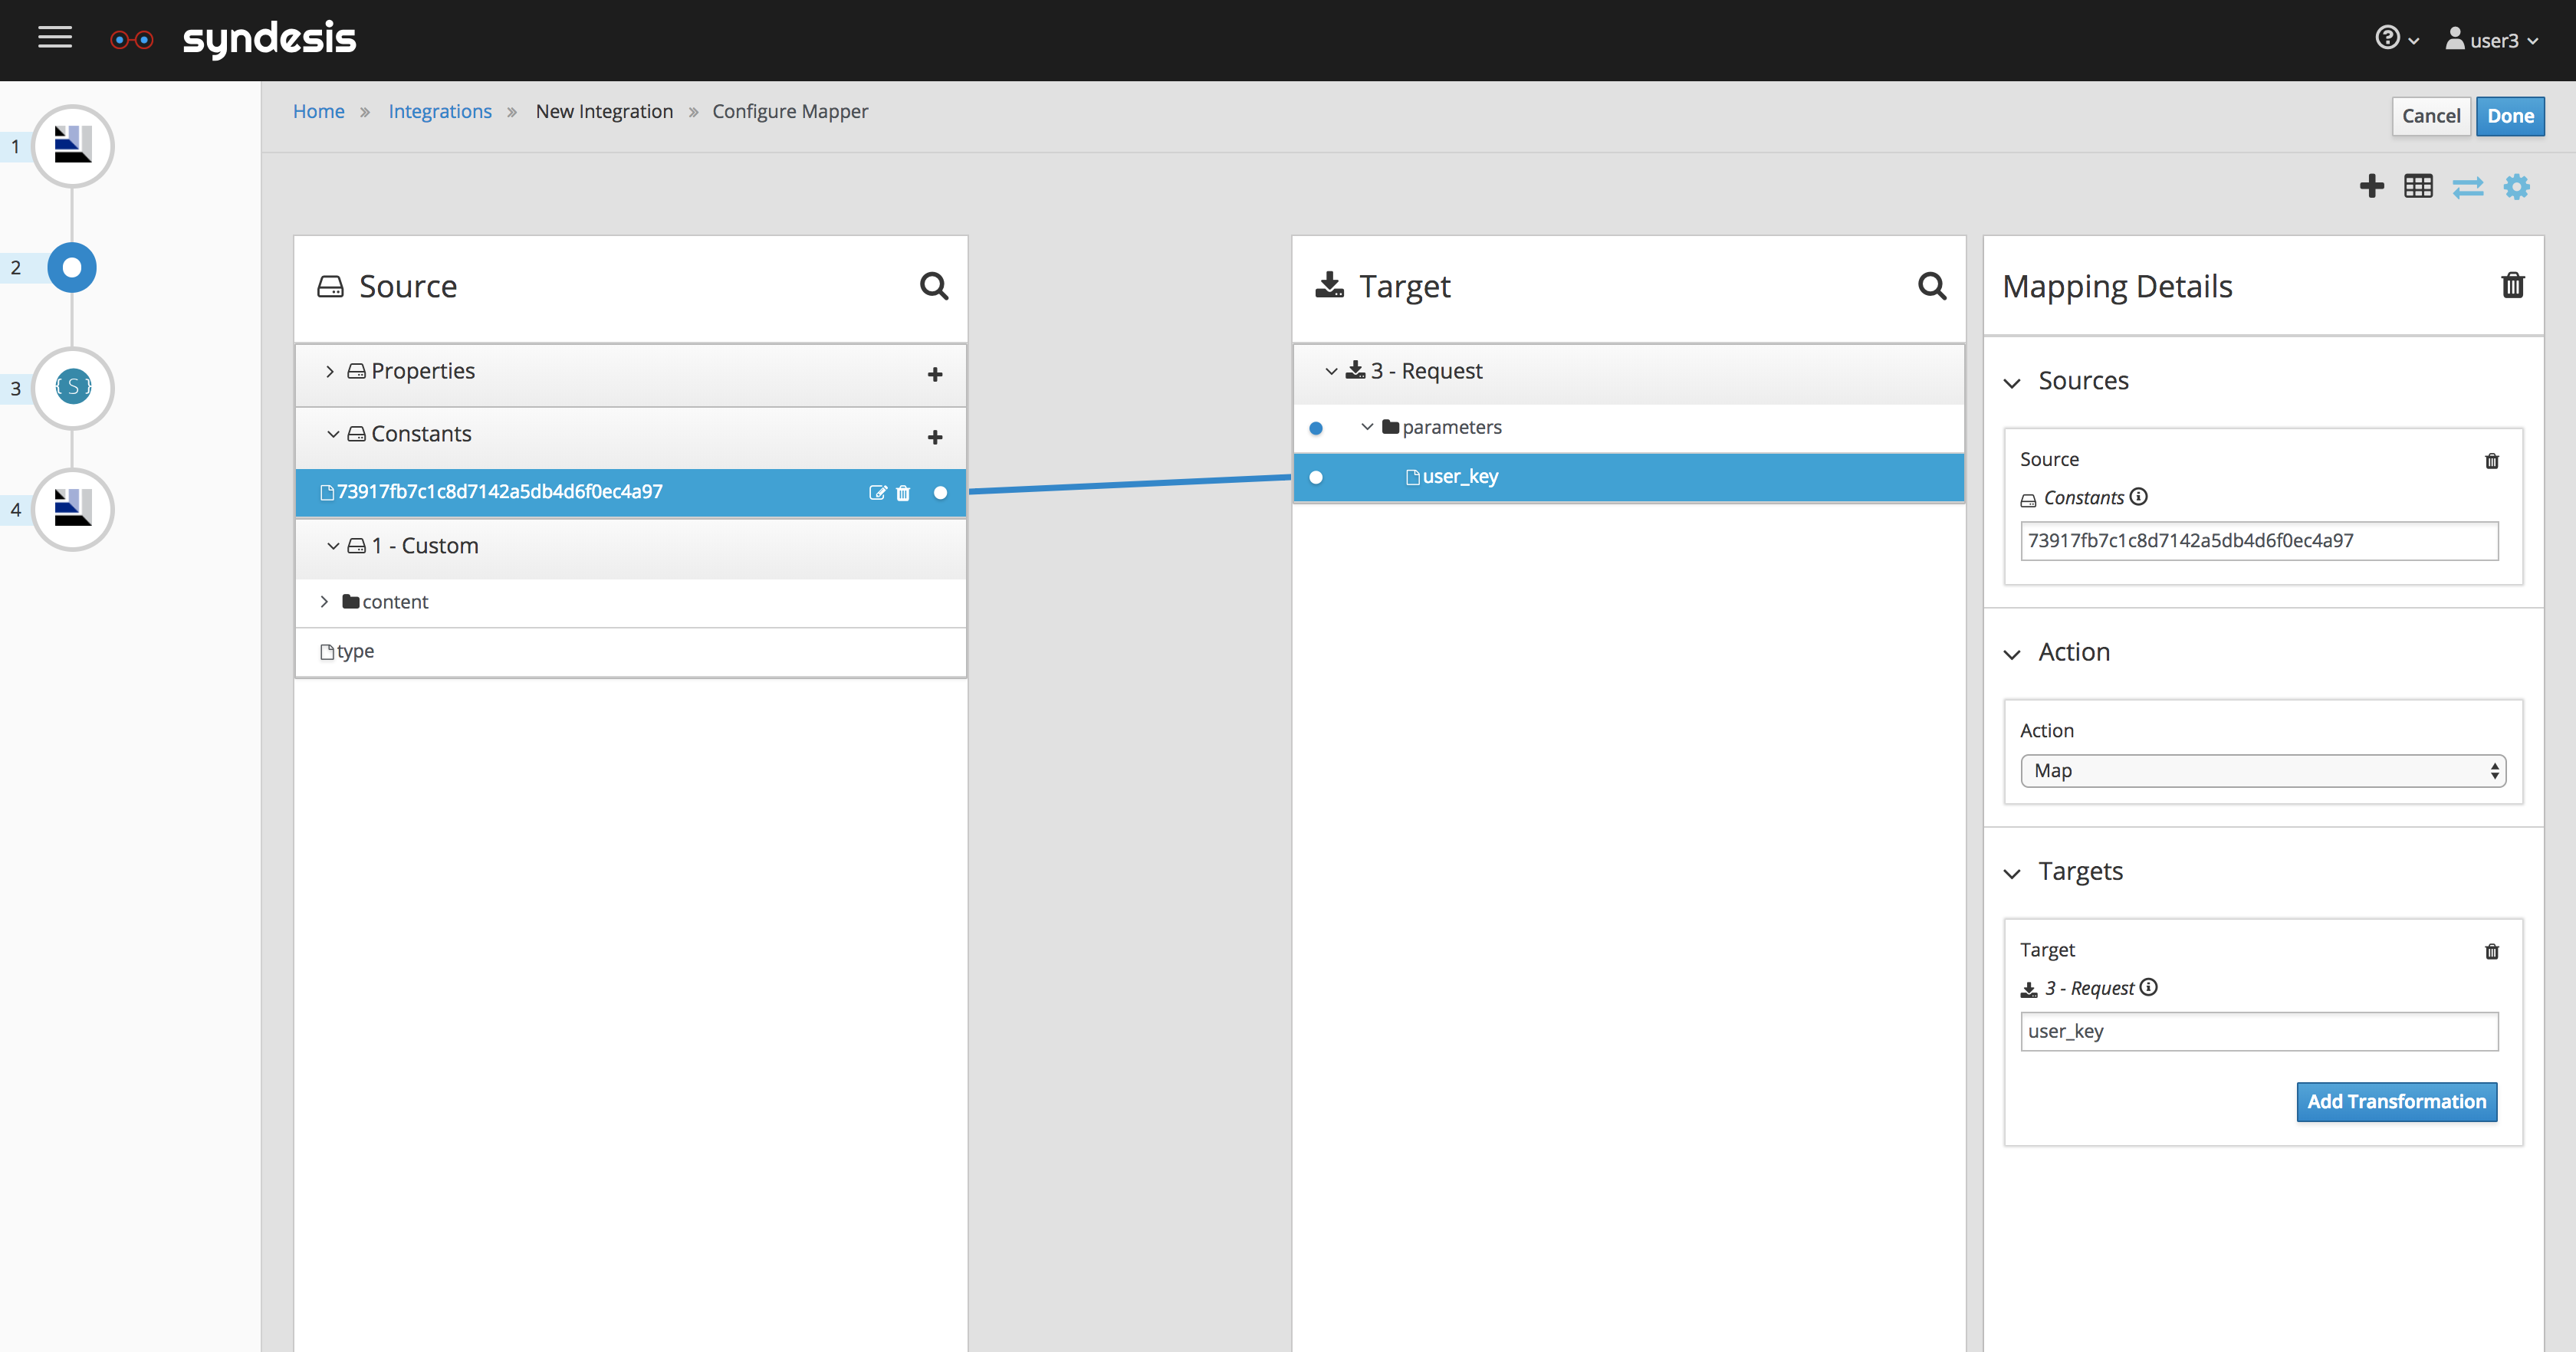 syndesis
user3
Home » Integrations » New Integration » Configure Mapper
Cancel
Done
1
2
3
{S}
4
Source
Properties
Constants
73917fb7c1c8d7142a5db4d6f0ec4a97
1 - Custom
content
type
Target
3 - Request
parameters
user_key
Mapping Details
Sources
Source
Constants
73917fb7c1c8d7142a5db4d6f0ec4a97
Action
Action
Map
Targets
Target
3 - Request
user_key
Add Transformation